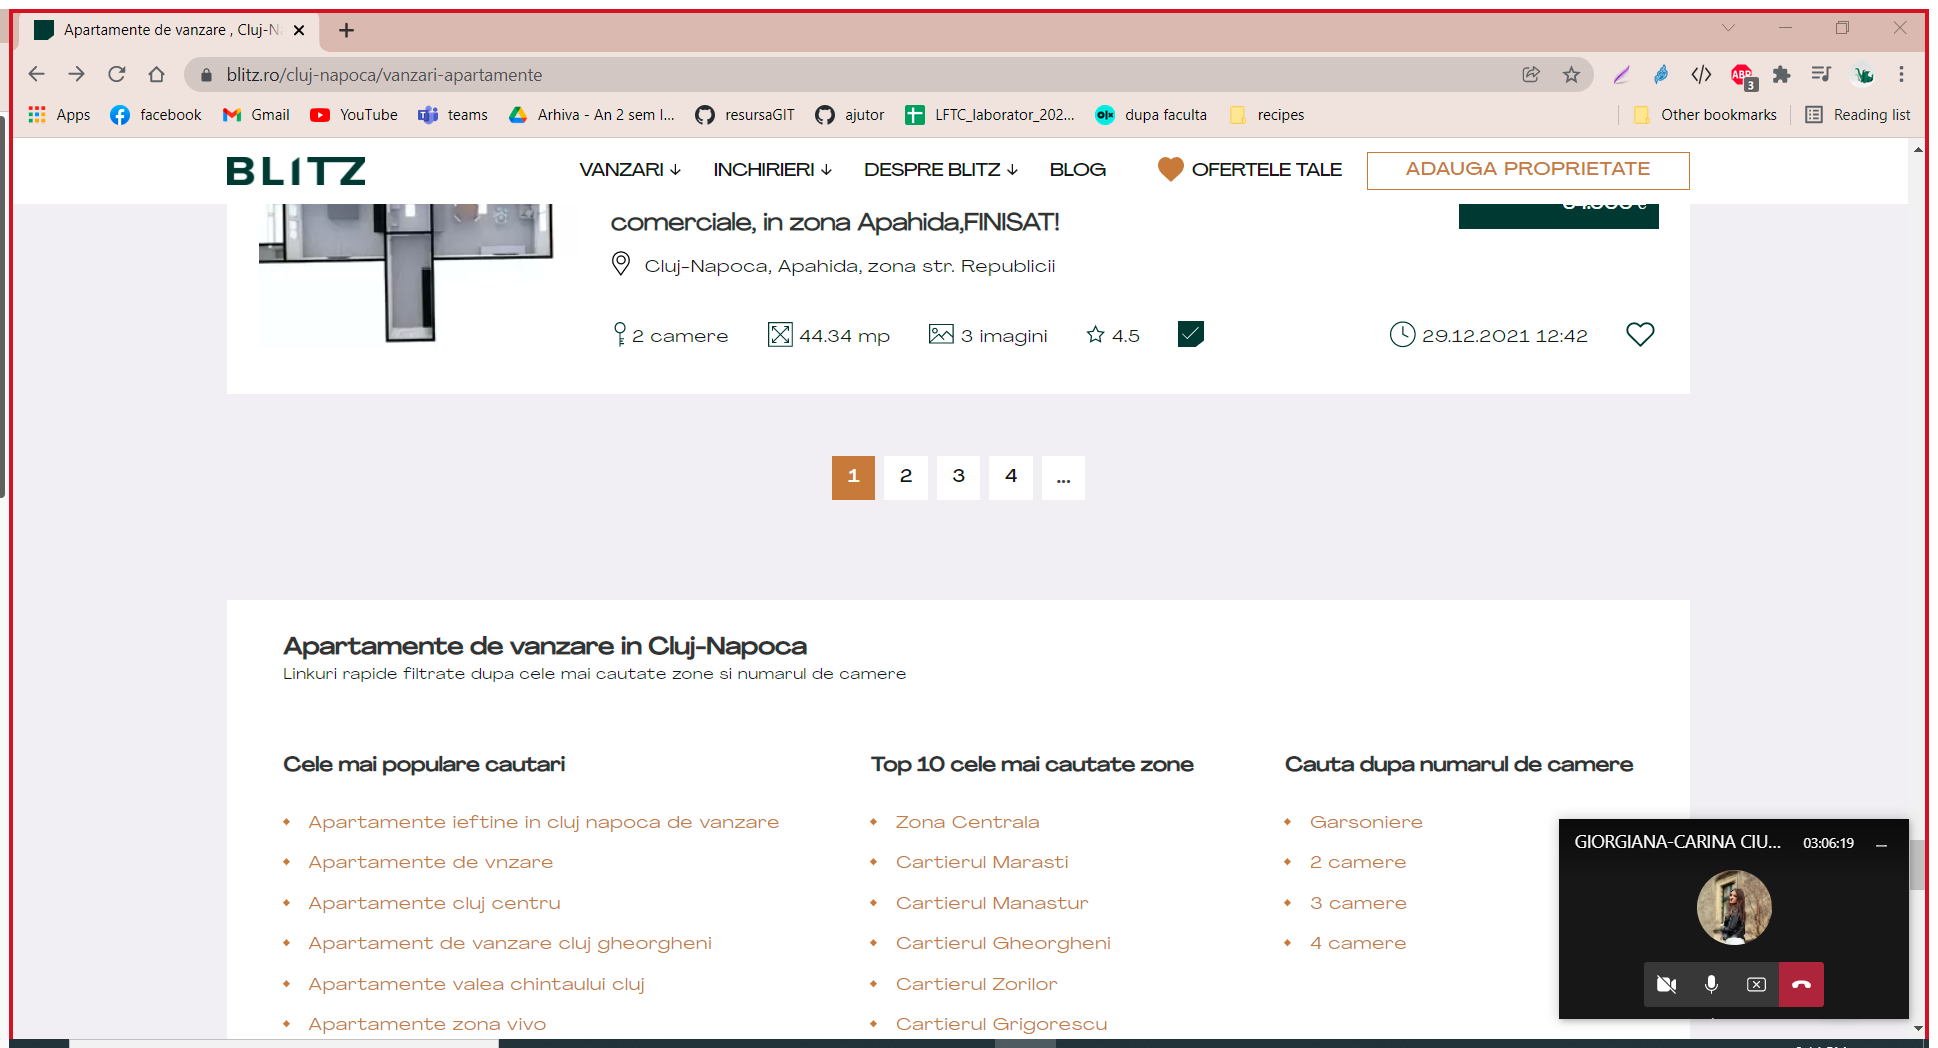 Apartamente de vanzare , Cluj-N
blitz.ro/cluj-napoca/vanzari-apartamente
ABP
3
Apps
facebook
Gmail
YouTube
teams
Arhiva - An 2 sem I...
resursaGIT
ajutor
LFTC_laborator_202...
olx
dupa faculta
recipes
Other bookmarks
Reading list
BLITZ
VANZARI ↓
INCHIRIERI ↓
DESPRE BLITZ ↓
BLOG
OFERTELE TALE
ADAUGA PROPRIETATE
comerciale, in zona Apahida,FINISAT!
Cluj-Napoca, Apahida, zona str. Republicii
2 camere
44.34 mp
3 imagini
4.5
29.12.2021 12:42
1
2
3
4
...
Apartamente de vanzare in Cluj-Napoca
Linkuri rapide filtrate dupa cele mai cautate zone si numarul de camere
Cele mai populare cautari
Apartamente ieftine in cluj napoca de vanzare
Apartamente de vnzare
Apartamente cluj centru
Apartament de vanzare cluj gheorgheni
Apartamente valea chintaului cluj
Apartamente zona vivo
Top 10 cele mai cautate zone
Zona Centrala
Cartierul Marasti
Cartierul Manastur
Cartierul Gheorgheni
Cartierul Zorilor
Cartierul Grigorescu
Cauta dupa numarul de camere
Garsoniere
2 camere
3 camere
4 camere
GIORGIANA-CARINA CIU...
03:06:19